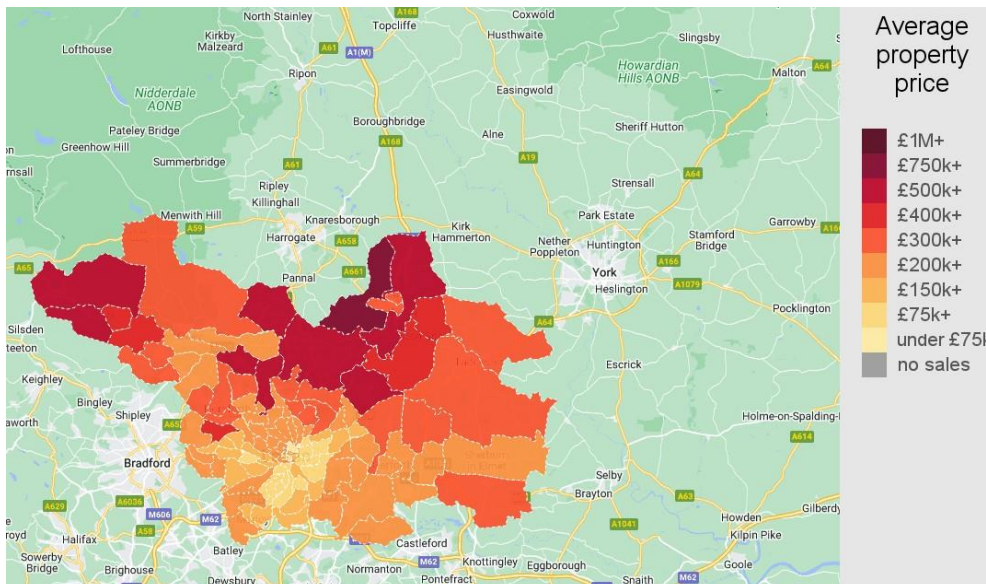 North Stainley
Coxwold
Kirkby
Malzeard
Topcliffe
A168
Husthwaite
Slingsby
Lofthouse
A61
A1(M)
Ripon
Howardian
Hills AONB
A64
Malton
Nidderdale
AONB
Easingwold
Pateley Bridge
Boroughbridge
Sheriff Hutton
Greenhow Hill
A168
Alne
A19
Summerbridge
A61
A64
Ripley
Killinghall
Strensall
Menwith Hill
A59
Knaresborough
Kirk
Hammerton
Park Estate
Garrowby
Harrogate
A658
Nether
Poppleton
Huntington
Stamford
Bridge
A65
A661
York
A166
Pannal
Heslington
A1079
Pocklington
Silsden
A64
Escrick
Keighley
Bingley
Shipley
Holme-on-Spalding-
A614
Bradford
Selby
Brayton
A63
A6036
A629
M606
M62
A1041
Howden
Gilberdy
A58
Halifax
Batley
Castleford
Kilpin Pike
Sowerby
Bridge
Normanton
M62
Knottingley
Eggborough
Snaith
M62
Goole
Brighouse
Dewsbury
Pontefract
Average
property
price
£1M+
£750k+
£500k+
£400k+
£300k+
£200k+
£150k+
£75k+
under £75k
no sales